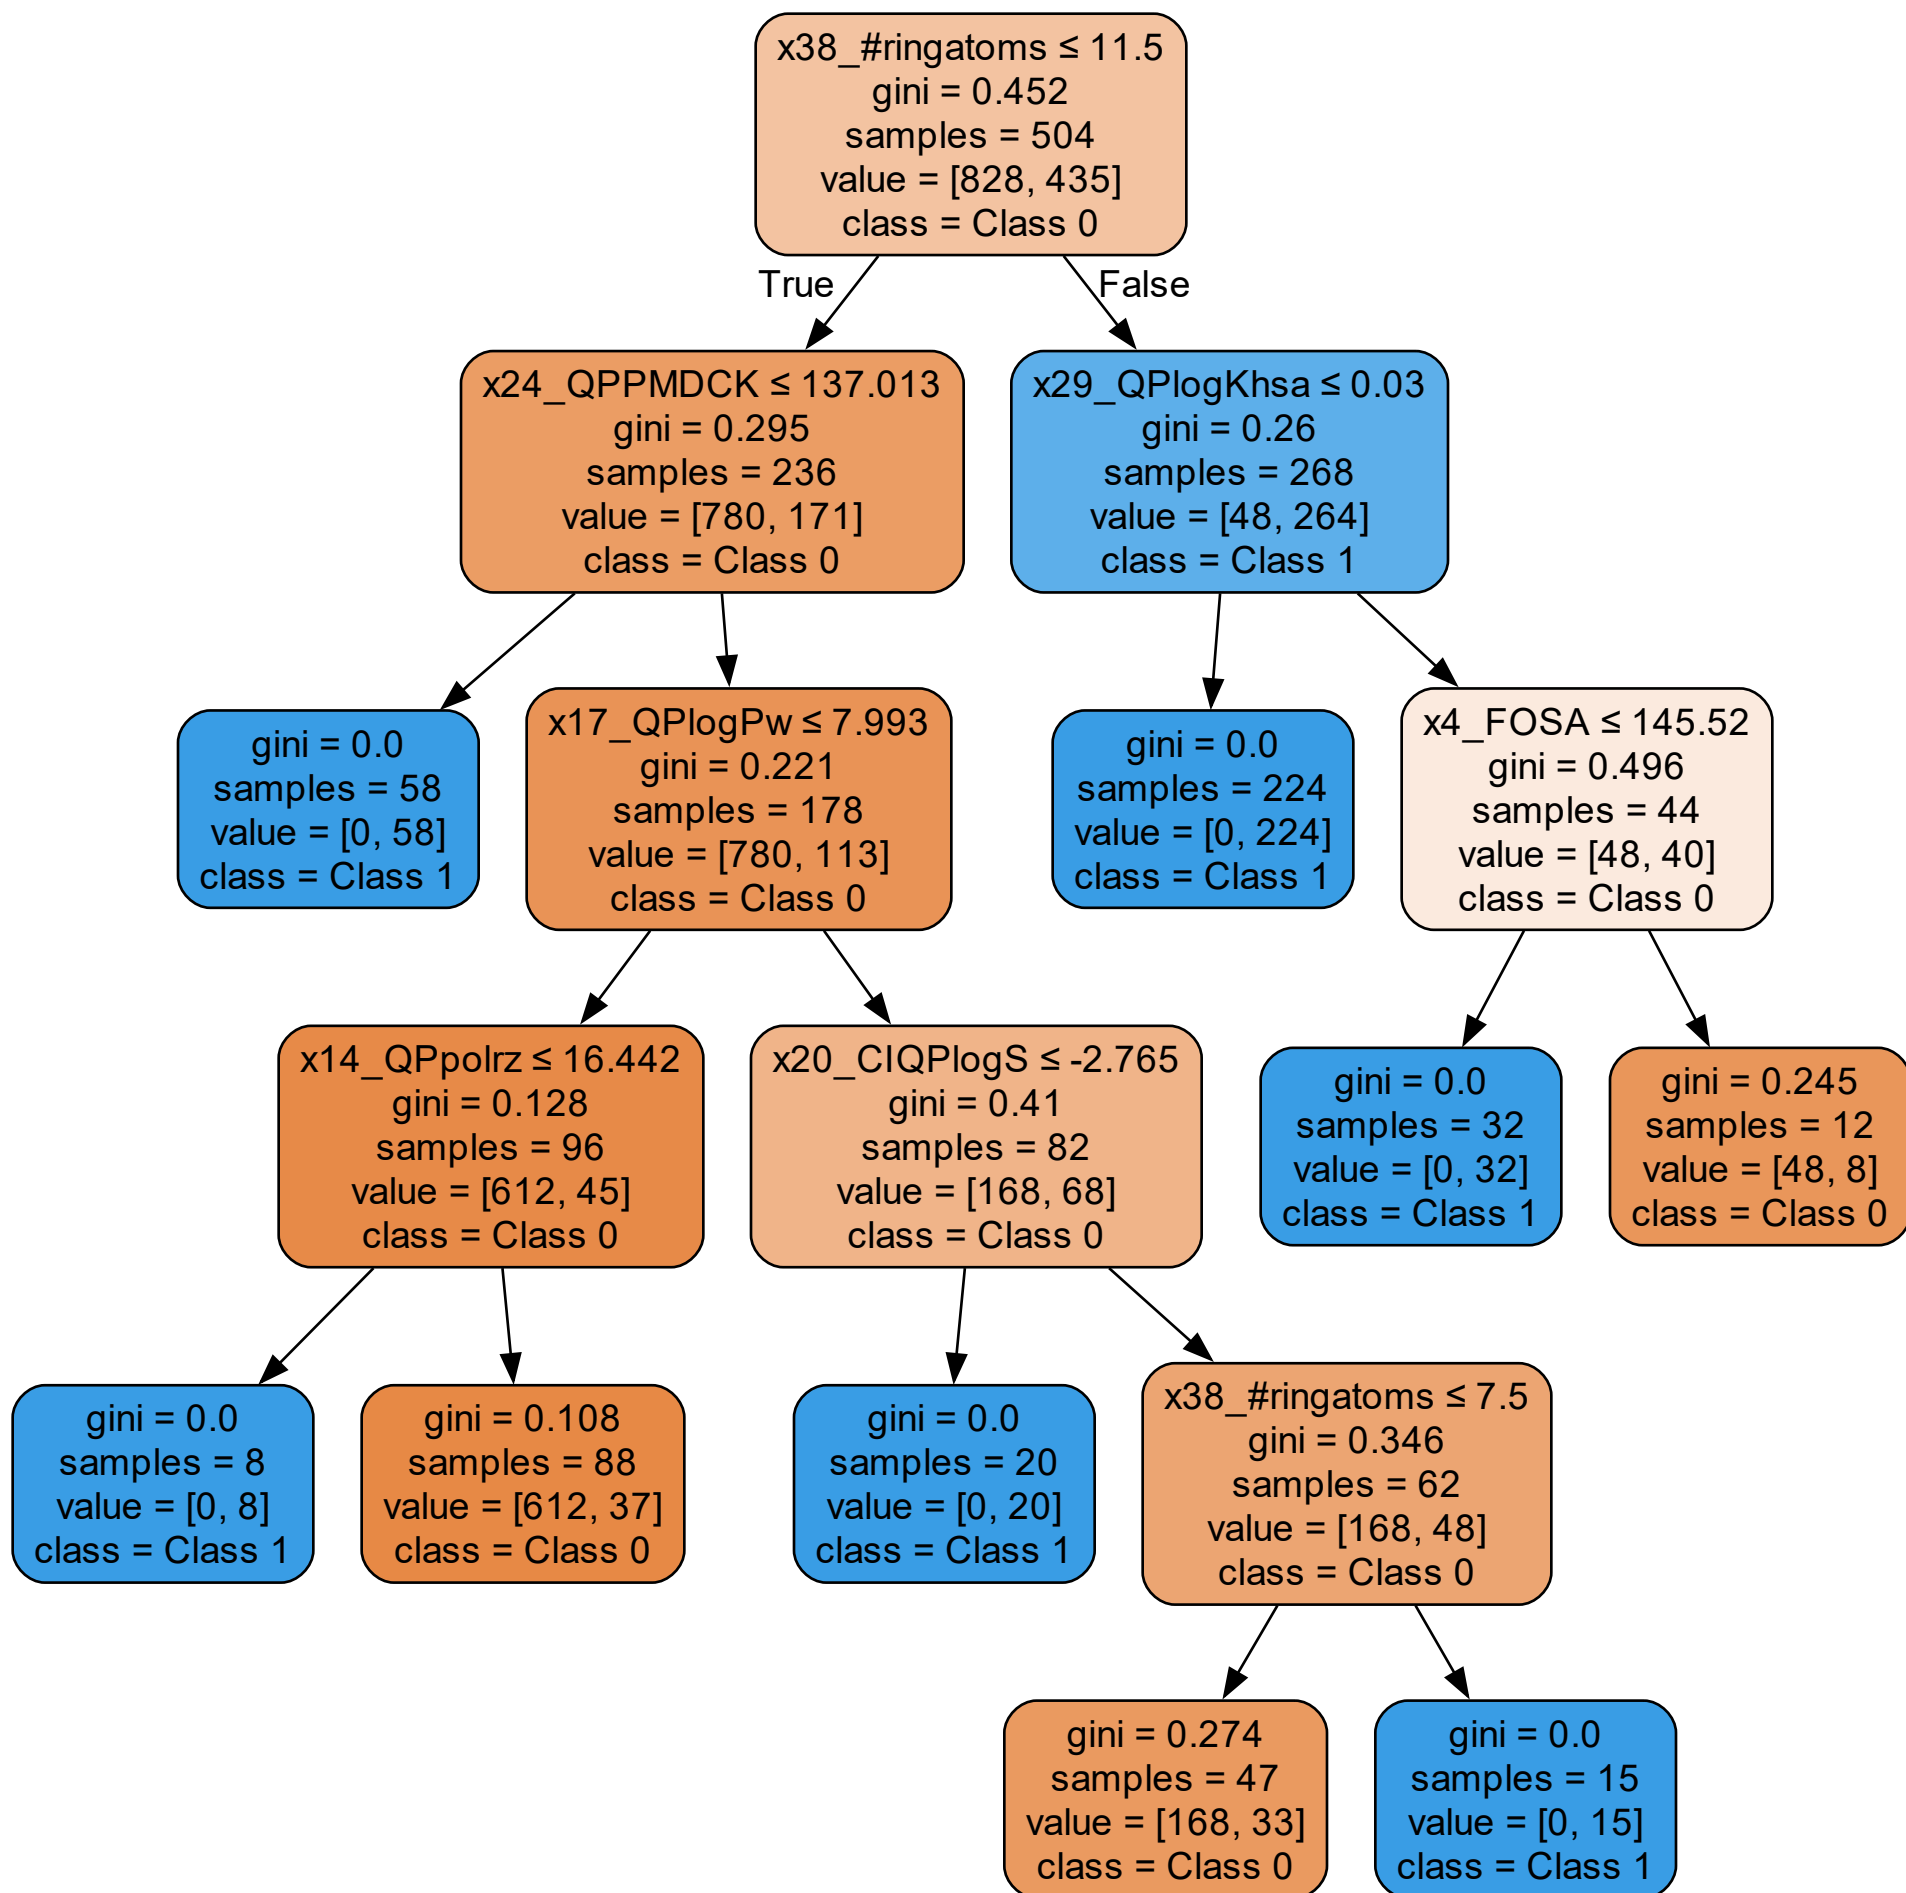 x38_#ringatoms ≤ 11.5
gini = 0.452
samples = 504
value = [828, 435]
class = Class 0
True
False
x24_QPPMDCK ≤ 137.013
gini = 0.295
samples = 236
value = [780, 171]
class = Class 0
x29_QPlogKhsa ≤ 0.03
gini = 0.26
samples = 268
value = [48, 264]
class = Class 1
gini = 0.0
samples = 58
value = [0, 58]
class = Class 1
x17_QPlogPw ≤ 7.993
gini = 0.221
samples = 178
value = [780, 113]
class = Class 0
gini = 0.0
samples = 224
value = [0, 224]
class = Class 1
x4_FOSA ≤ 145.52
gini = 0.496
samples = 44
value = [48, 40]
class = Class 0
x14_QPpolrz ≤ 16.442
gini = 0.128
samples = 96
value = [612, 45]
class = Class 0
x20_CIQPlogS ≤ -2.765
gini = 0.41
samples = 82
value = [168, 68]
class = Class 0
gini = 0.0
samples = 32
value = [0, 32]
class = Class 1
gini = 0.245
samples = 12
value = [48, 8]
class = Class 0
gini = 0.0
samples = 8
value = [0, 8]
class = Class 1
gini = 0.108
samples = 88
value = [612, 37]
class = Class 0
gini = 0.0
samples = 20
value = [0, 20]
class = Class 1
x38_#ringatoms ≤ 7.5
gini = 0.346
samples = 62
value = [168, 48]
class = Class 0
gini = 0.274
samples = 47
value = [168, 33]
class = Class 0
gini = 0.0
samples = 15
value = [0, 15]
class = Class 1